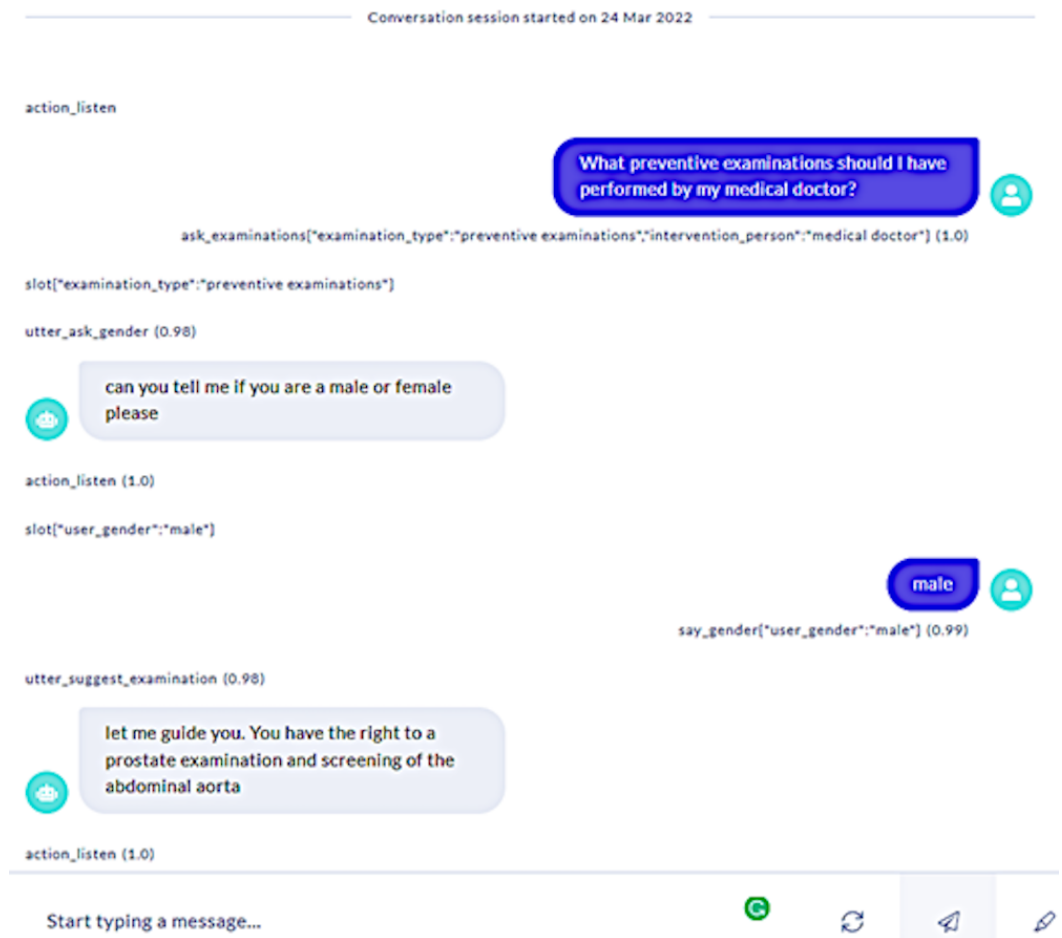 Conversation session started on 24 Mar 2022
action_listen
What preventive examinations should I have
performed by my medical doctor?
ask_examinations{"examination_type":"preventive examinations","intervention_person":"medical doctor"} (1.0)
slot{"examination_type":"preventive examinations"}
utter_ask_gender (0.98)
can you tell me if you are a male or female
please
action_listen (1.0)
slot{"user_gender":"male"}
male
say_gender{"user_gender":"male"} (0.99)
utter_suggest_examination (0.98)
let me guide you. You have the right to a
prostate examination and screening of the
abdominal aorta
action_listen (1.0)
Start typing a message...